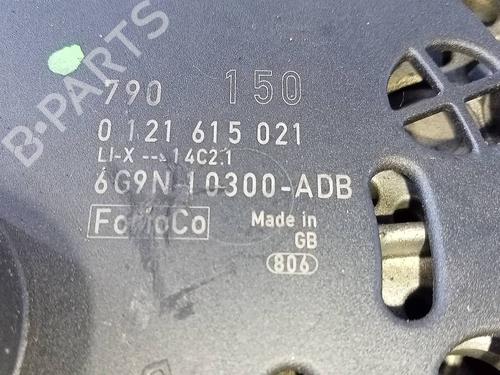 B-PARTS
790 150
0 121 615 021
LI-X 14C2.1
6G9N-10300-ADB
FoMoCo
Made in
GB
806